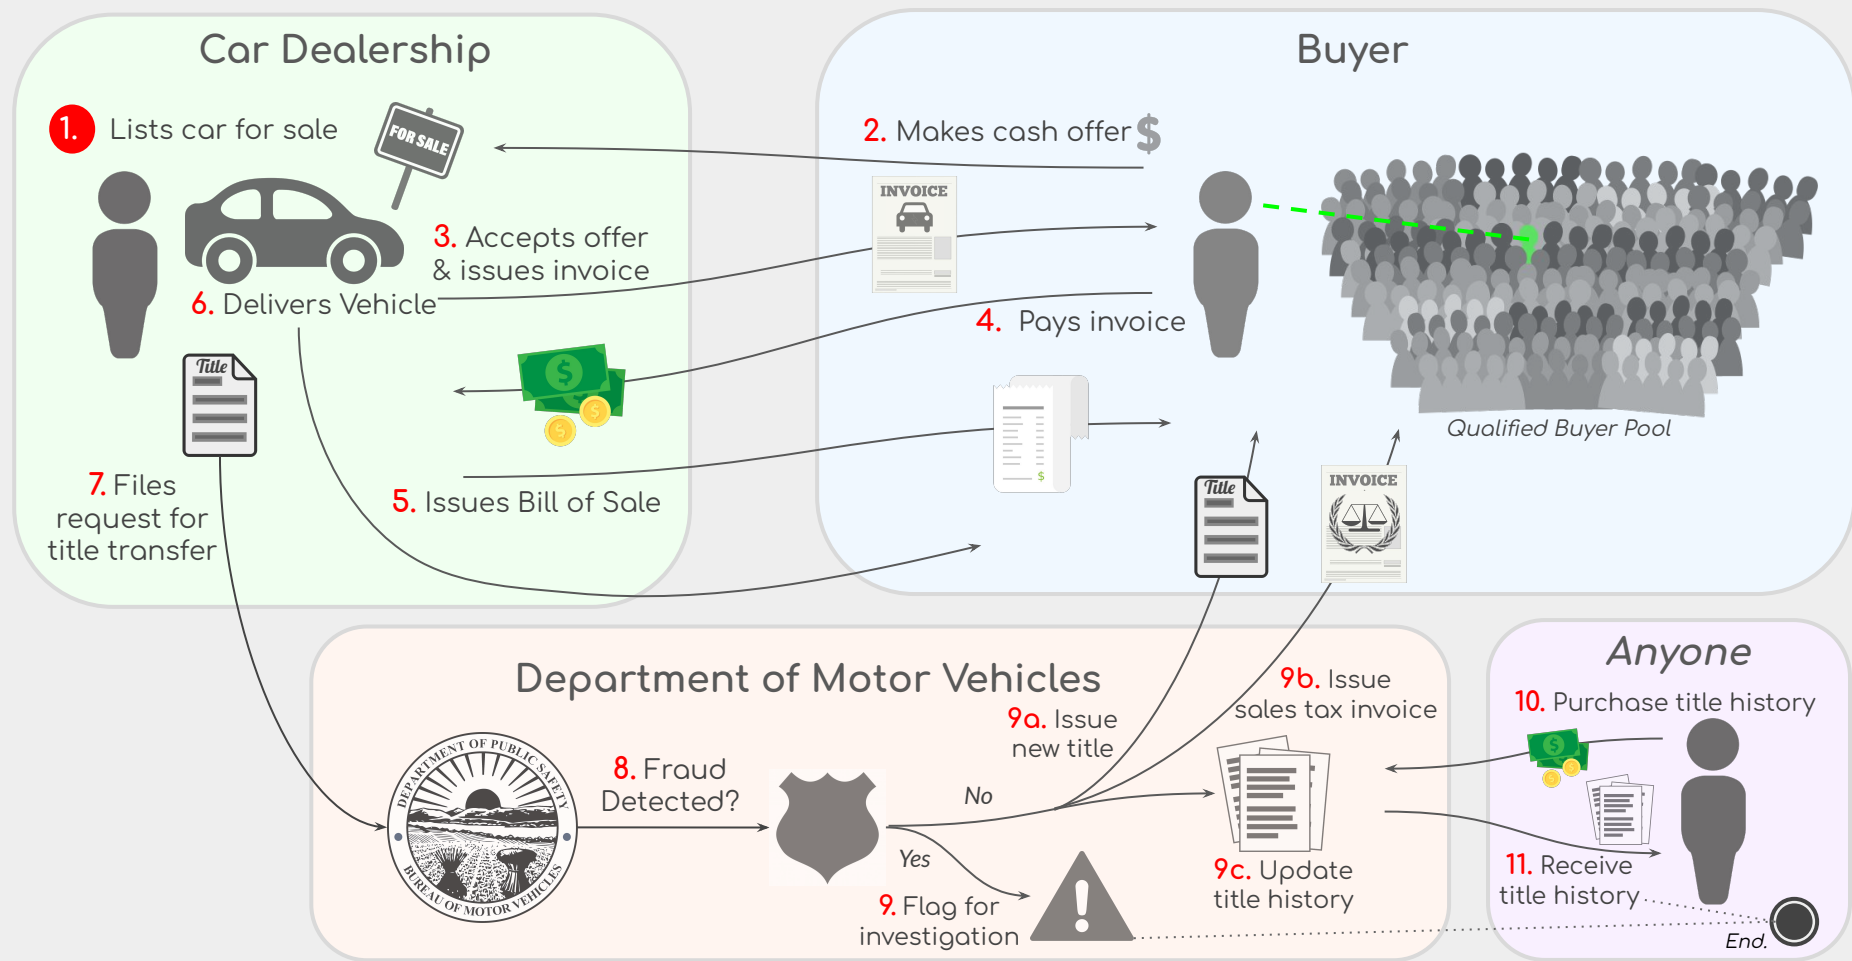 Car Dealership
1. Lists car for sale
FOR SALE
3. Accepts offer
& issues invoice
6. Delivers Vehicle
Title
7. Files
request for
title transfer
5. Issues Bill of Sale
Buyer
2. Makes cash offer $
INVOICE
4. Pays invoice
$
$
$
$
$
Qualified Buyer Pool
Title
INVOICE
Department of Motor Vehicles
DEPARTMENT OF PUBLIC SAFETY
BUREAU OF MOTOR VEHICLES
8. Fraud
Detected?
No
Yes
9. Flag for
investigation
!
9a. Issue
new title
9b. Issue
sales tax invoice
9c. Update
title history
Anyone
10. Purchase title history
$
$
$
11. Receive
title history
End.